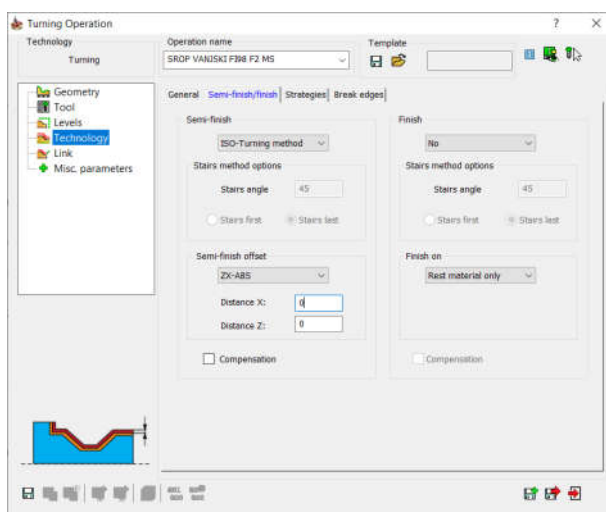 Turning Operation
? ×
Technology
Turning
Operation name
SROP VANJSKI FI98 F2 MS
Template
Geometry
Tool
Levels
Technology
Link
Misc. parameters
General Semi-finish/finish Strategies Break edges
Semi-finish
ISO-Turning method
Stairs method options
Stairs angle 45
Stairs first Stairs last
Semi-finish offset
ZX-ABS
Distance X: 0
Distance Z: 0
Compensation
Finish
No
Stairs method options
Stairs angle 45
Stairs first Stairs last
Finish on
Rest material only
Compensation